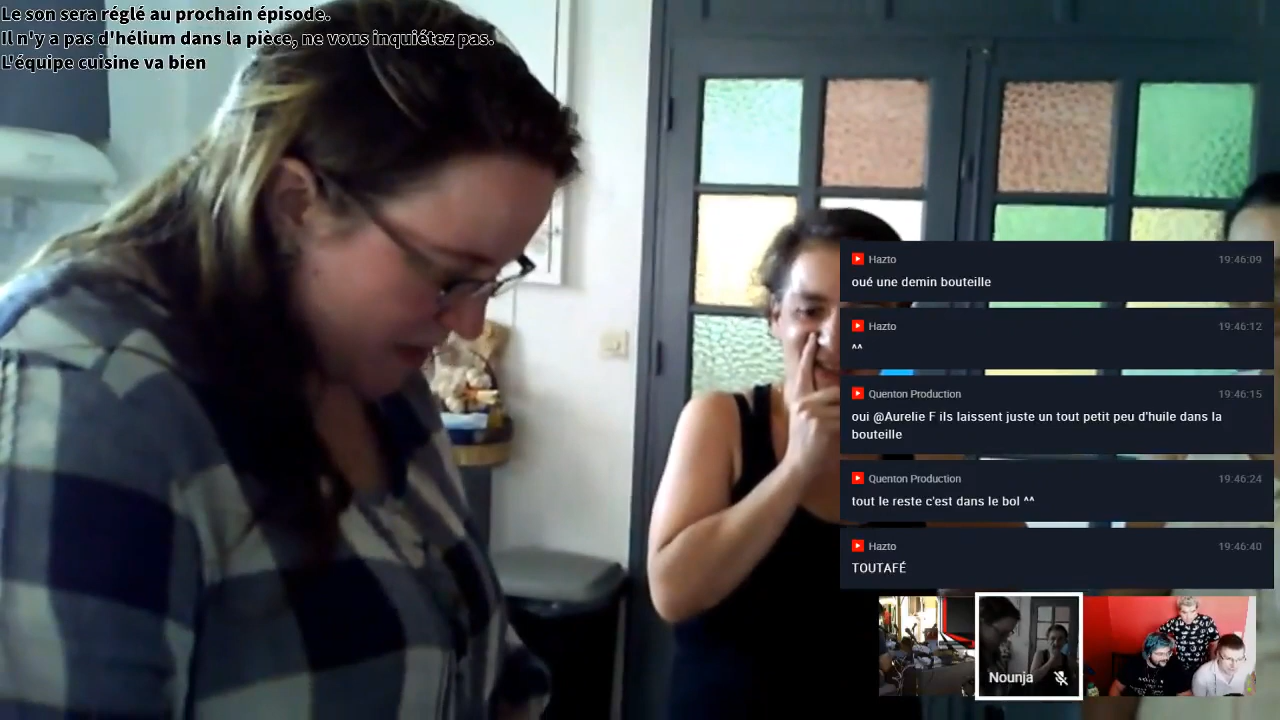 Le son sera réglé au prochain épisode.
Il n'y a pas d'hélium dans la pièce, ne vous inquiétez pas.
L'équipe cuisine va bien
Hazto 19:46:09
oué une demin bouteille
Hazto 19:46:12
^^
Quenton Production 19:46:15
oui @Aurelie F ils laissent juste un tout petit peu d'huile dans la
bouteille
Quenton Production 19:46:24
tout le reste c'est dans le bol ^^
Hazto 19:46:40
TOUTAFÉ
Nounja